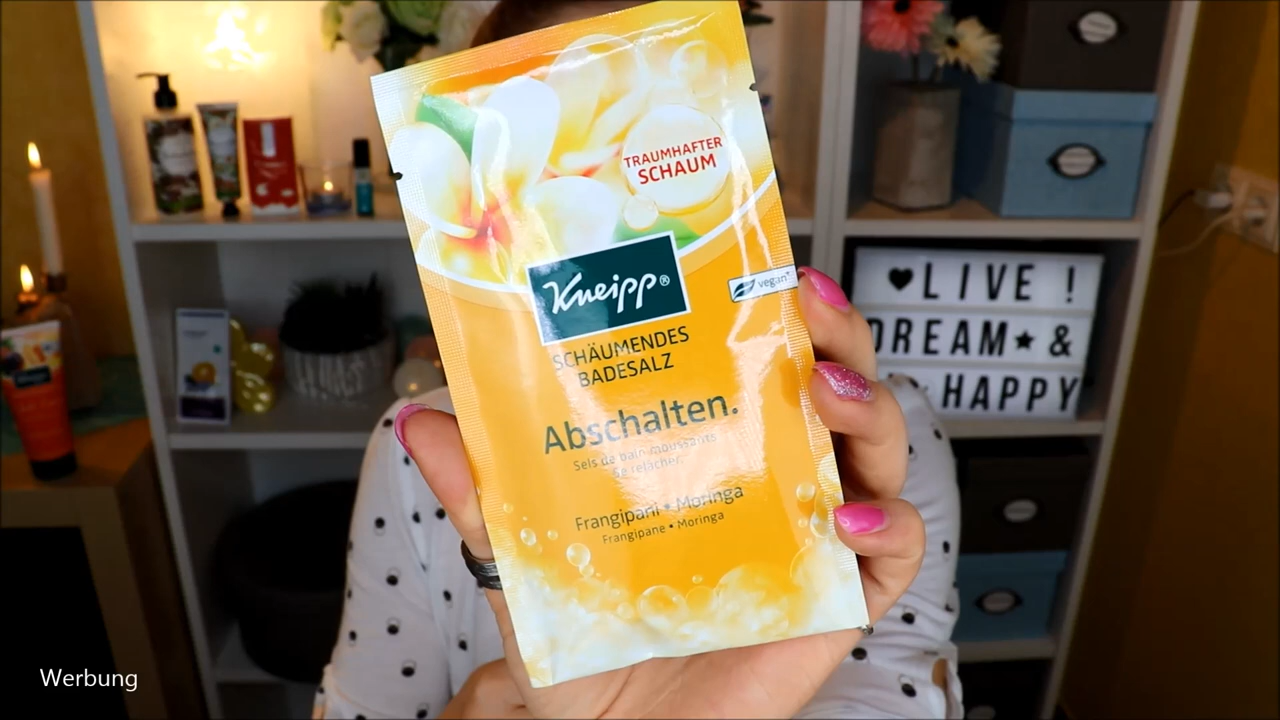 TRAUMHAFTER
SCHAUM
Kneipp®
vegan*
SCHÄUMENDES
BADESALZ
Abschalten.
Sels de bain moussants
Se relâcher.
Frangipani • Moringa
Frangipane • Moringa
♥LIVE!
DREAM★&
HAPPY
Werbung